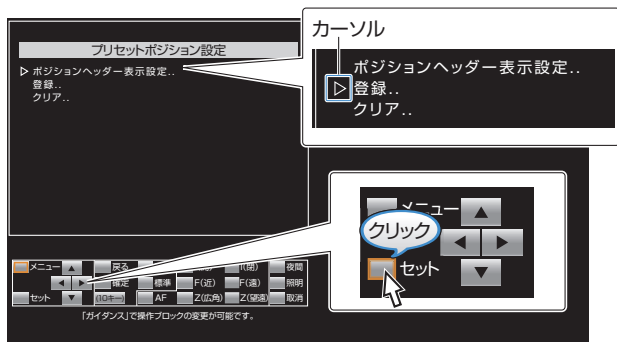 カーソル
プリセットポジション設定
ポジションヘッダー表示設定..
登録..
クリア..
ポジションヘッダー表示設定..
登録..
クリア..
メニュー
クリック
セット
メニュー 戻る I(閉) 夜間
確定 標準 F(近) F(遠) 照明
セット (10キー) AF Z(広角) Z(望遠) 取消
「ガイダンス」で操作ブロックの変更が可能です。